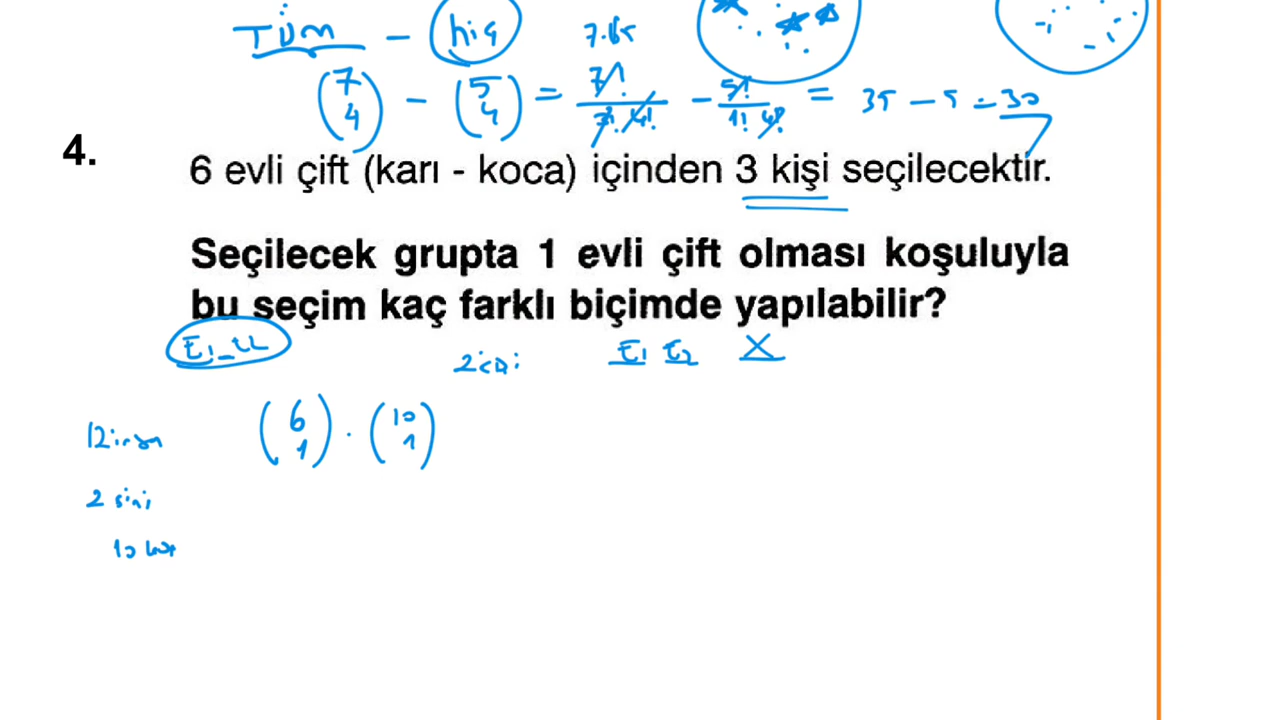 TÜM - hiç 7.6.5
(7 4) - (5 4) = 7! / 3! 4! - 5! / 1! 4! = 35 - 5 = 30
4.
6 evli çift (karı - koca) içinden 3 kişi seçilecektir.
Seçilecek grupta 1 evli çift olması koşuluyla
bu seçim kaç farklı biçimde yapılabilir?
E1 E2 X
(6 1) . (10 1)
12 insan
2 sini